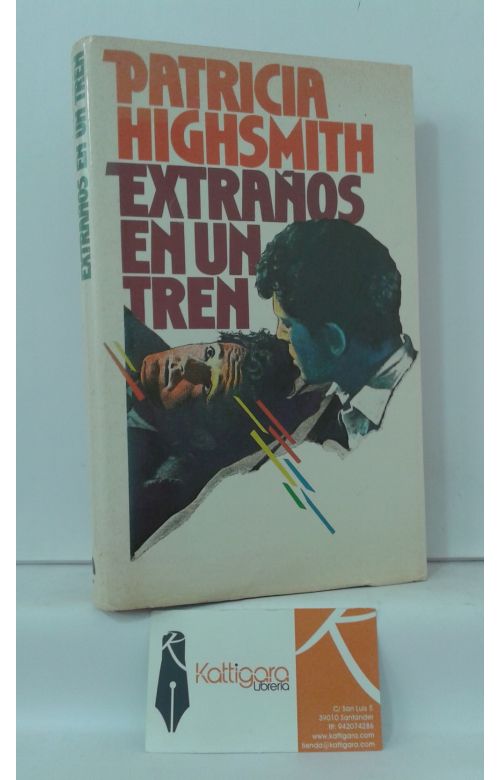 EXTRAÑOS EN UN TREN
PATRICIA
HIGHSMITH
EXTRAÑOS
EN UN
TREN
Kattigara
Librería
C/ San Luis 5
39010 Santander
tlf: 942074286
www.kattigara.com
tienda@kattigara.com